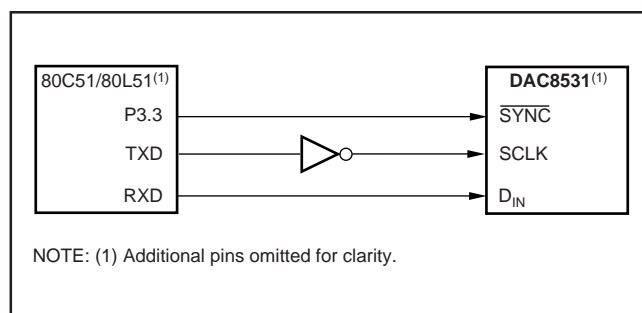 80C51/80L51(1)
P3.3
TXD
RXD
DAC8531(1)
SYNC
SCLK
DIN
NOTE: (1) Additional pins omitted for clarity.